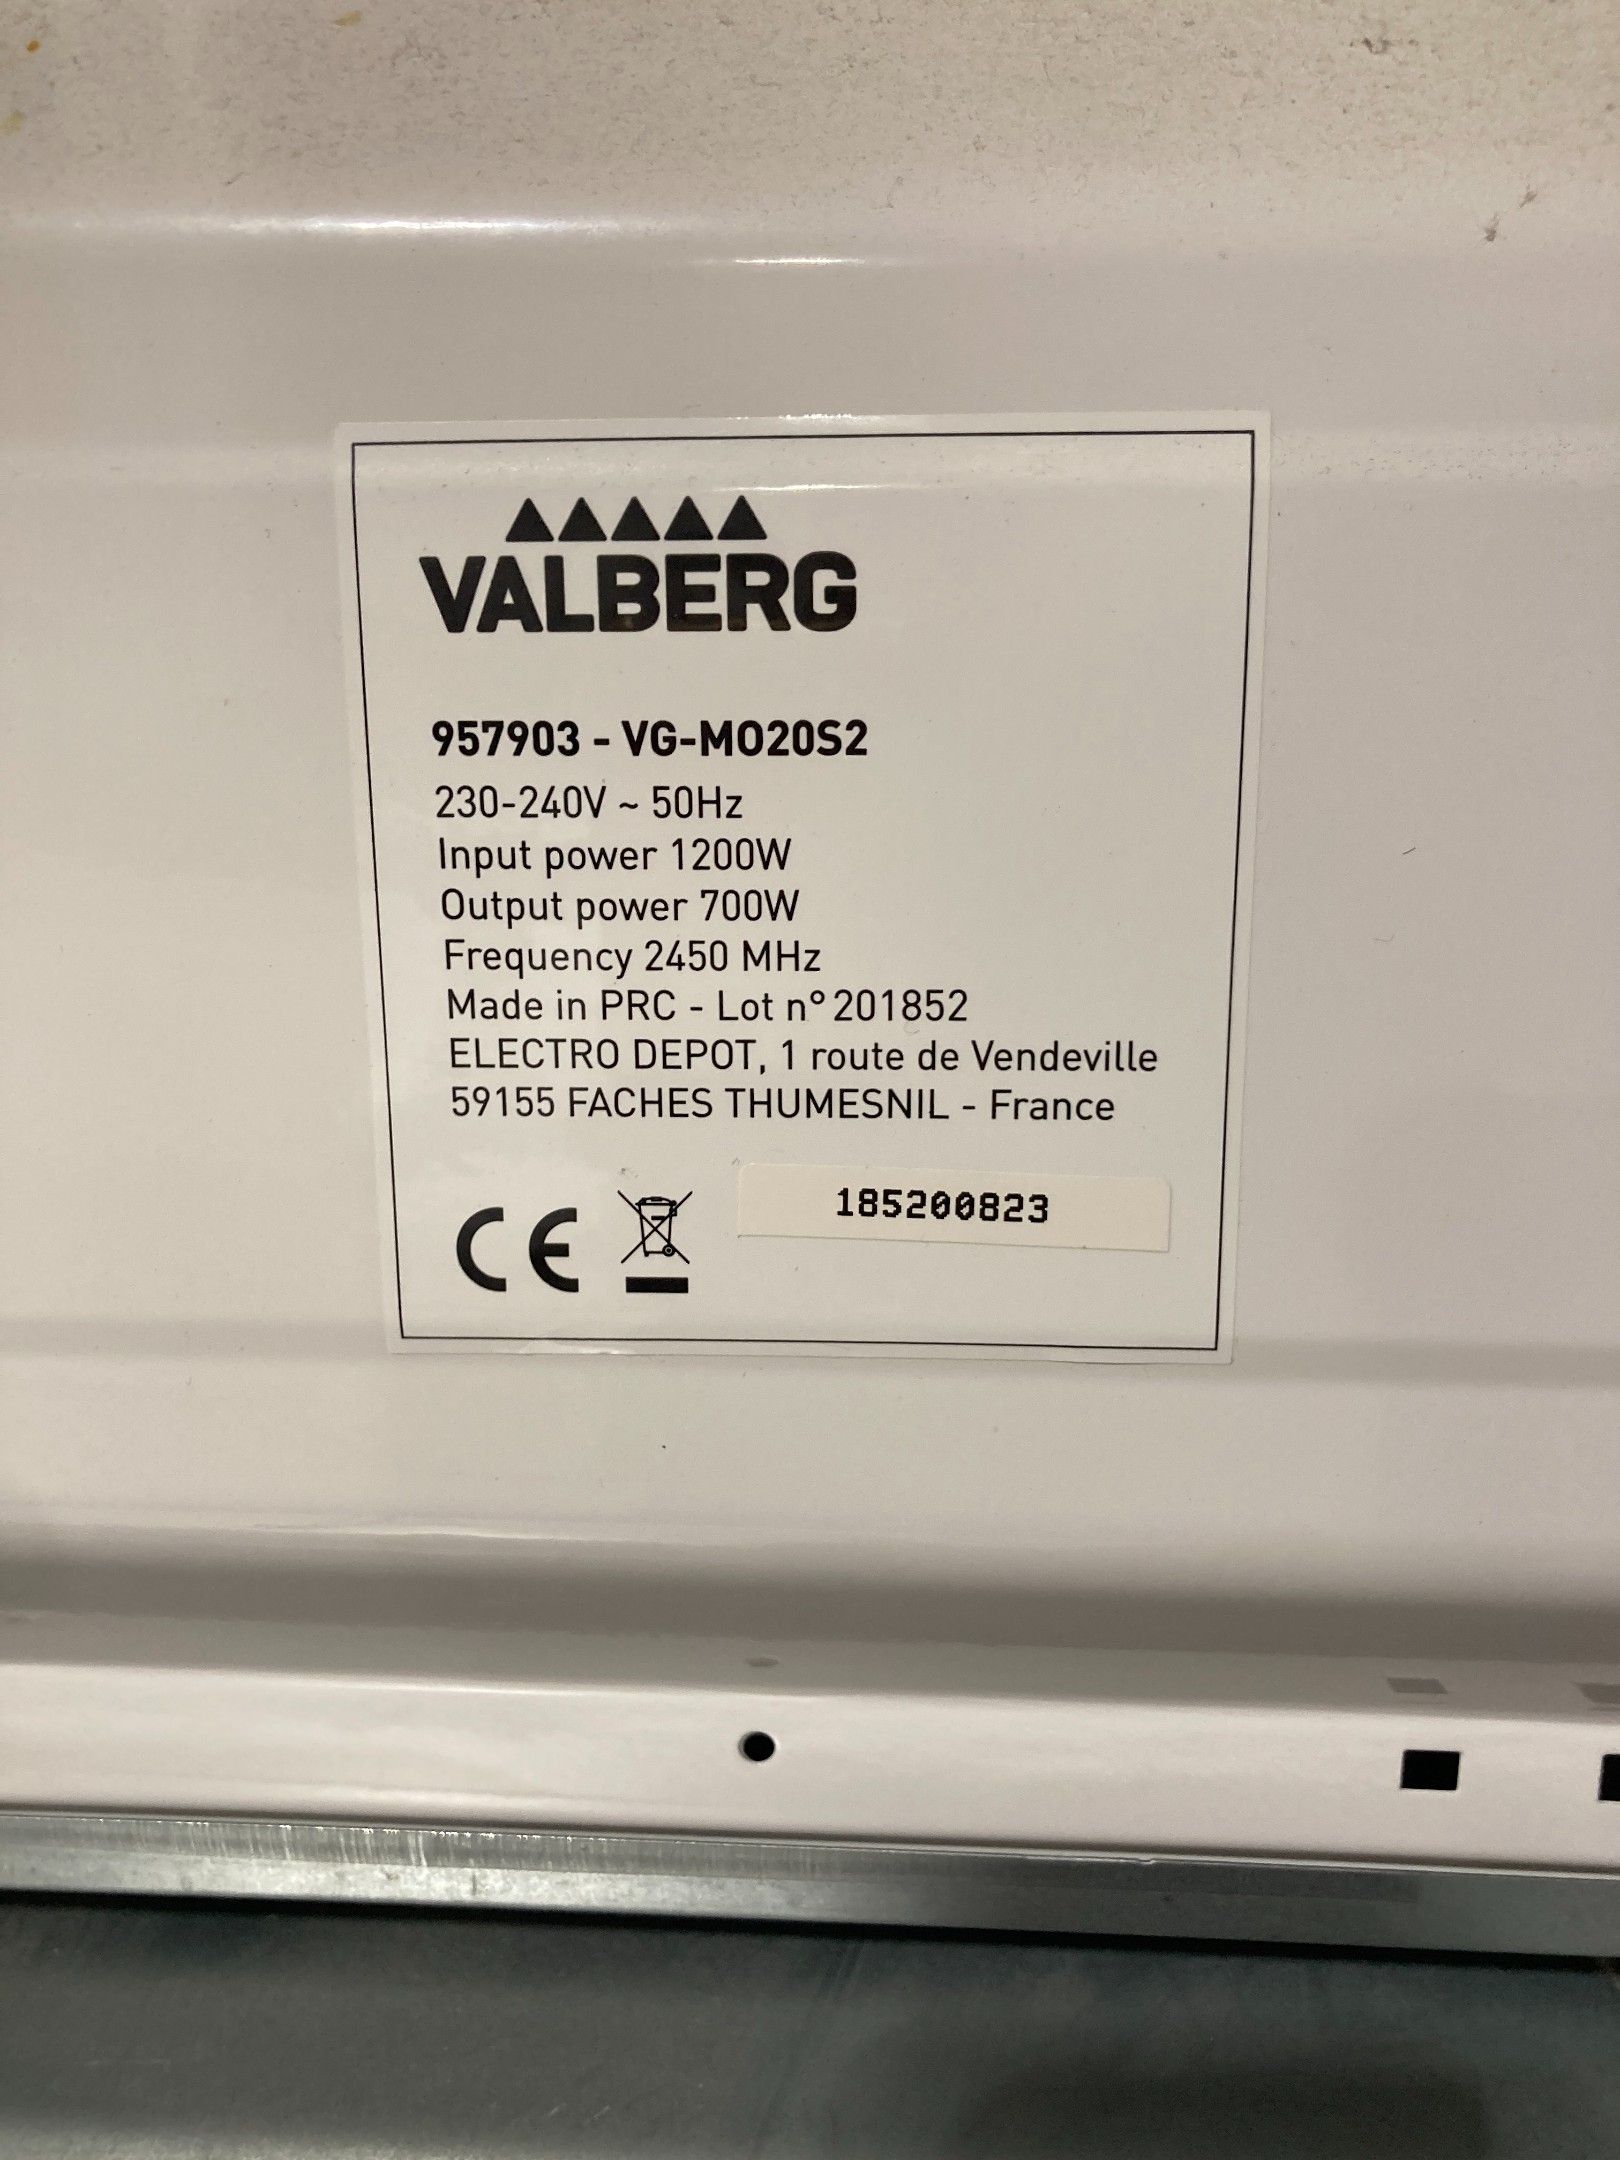 VALBERG
957903 - VG-MO20S2
230-240V ~ 50Hz
Input power 1200W
Output power 700W
Frequency 2450 MHz
Made in PRC - Lot n° 201852
ELECTRO DEPOT, 1 route de Vendeville
59155 FACHES THUMESNIL - France
CE
185200823